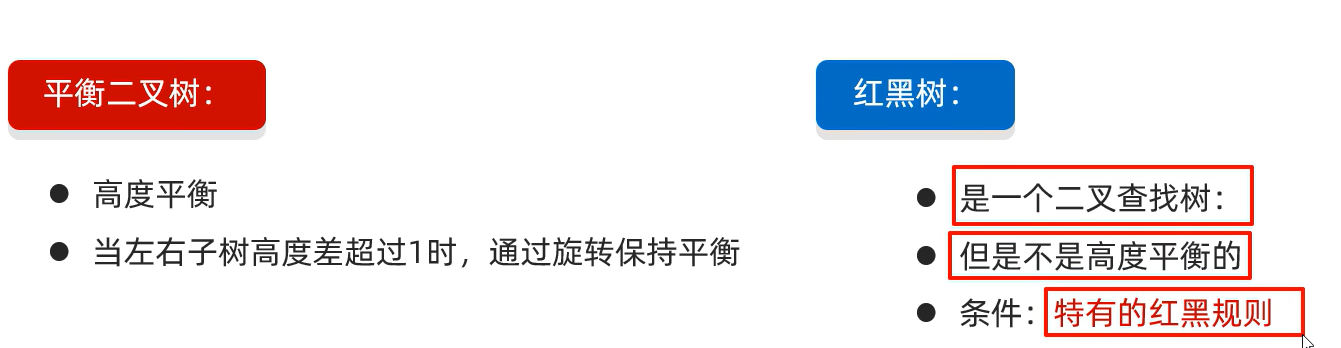 平衡二叉树：
高度平衡
当左右子树高度差超过1时，通过旋转保持平衡
红黑树：
是一个二叉查找树：
但是不是高度平衡的
条件：特有的红黑规则